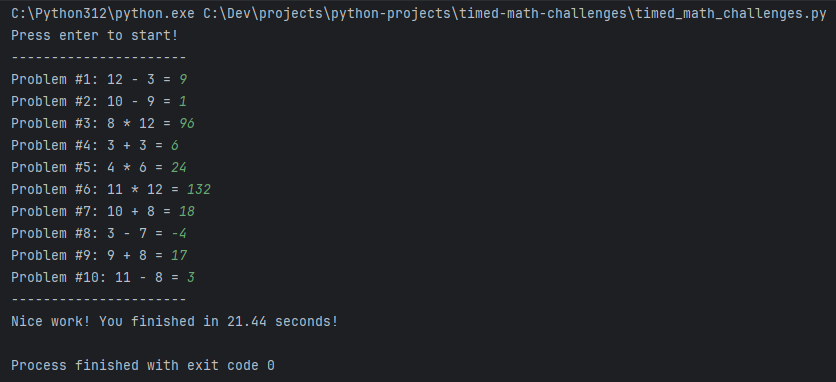 C:\Python312\python.exe C:\Dev\projects\python-projects\timed-math-challenges\timed_math_challenges.py
Press enter to start!
----------------------
Problem #1: 12 - 3 = 9
Problem #2: 10 - 9 = 1
Problem #3: 8 * 12 = 96
Problem #4: 3 + 3 = 6
Problem #5: 4 * 6 = 24
Problem #6: 11 * 12 = 132
Problem #7: 10 + 8 = 18
Problem #8: 3 - 7 = -4
Problem #9: 9 + 8 = 17
Problem #10: 11 - 8 = 3
----------------------
Nice work! You finished in 21.44 seconds!
Process finished with exit code 0